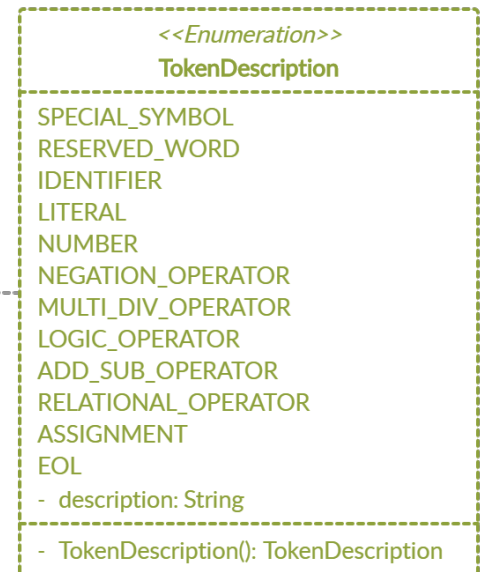 <<Enumeration>>
TokenDescription
SPECIAL_SYMBOL
RESERVED_WORD
IDENTIFIER
LITERAL
NUMBER
NEGATION_OPERATOR
MULTI_DIV_OPERATOR
LOGIC_OPERATOR
ADD_SUB_OPERATOR
RELATIONAL_OPERATOR
ASSIGNMENT
EOL
- description: String
- TokenDescription(): TokenDescription